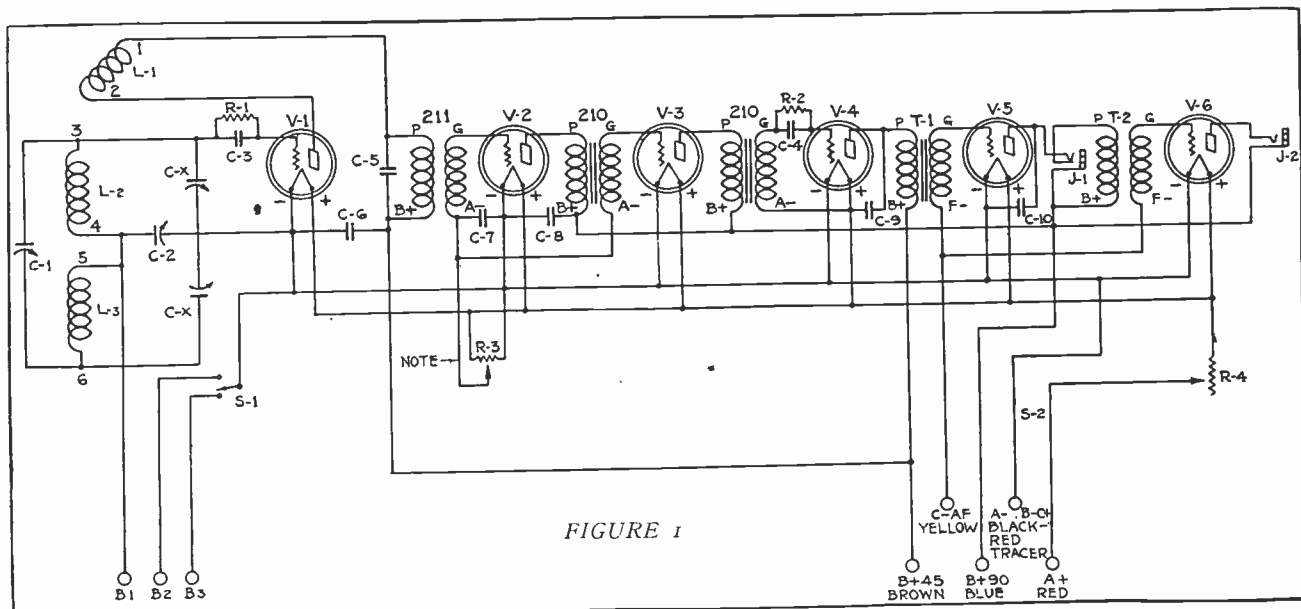 1
L-1
2
3
R-1
V-1
C-3
C-X
L-2
4
C-2
C-1
5
L-3
6
C-X
S-1
C-6
C-5
211
P
G
B+
A-
C-7
V-2
C-8
R-3
NOTE
210
P
G
B+
A-
V-3
210
P
G
B+
A-
R-2
C-4
V-4
C-9
P T-1 G
B+
F-
V-5
C-10
J-1
P T-2 G
B+
F-
V-6
J-2
R-4
S-2
- +
- +
- +
- +
- +
- +
FIGURE 1
B1 B2 B3
B+45
BROWN
C-AF
YELLOW
B+90
BLUE
A- B-C+
BLACK-
RED
TRACER
A+
RED